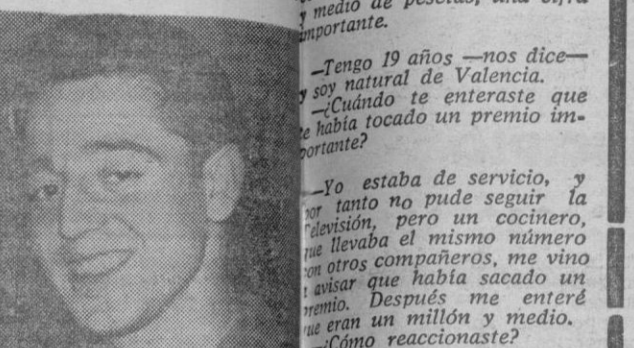 y medio de pesetas, una cifra
importante.
—Tengo 19 años —nos dice—
y soy natural de Valencia.
—¿Cuándo te enteraste que
te había tocado un premio im-
portante?
—Yo estaba de servicio, y
por tanto no pude seguir la
Televisión, pero un cocinero,
que llevaba el mismo número
con otros compañeros, me vino
a avisar que había sacado un
premio. Después me enteré
que eran un millón y medio.
—¿Cómo reaccionaste?